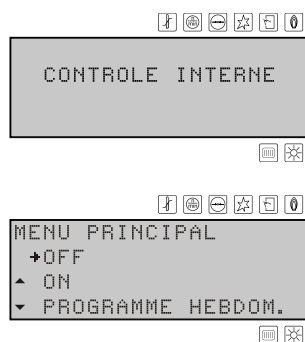 CONTROLE INTERNE
MENU PRINCIPAL
OFF
ON
PROGRAMME HEBDOM.